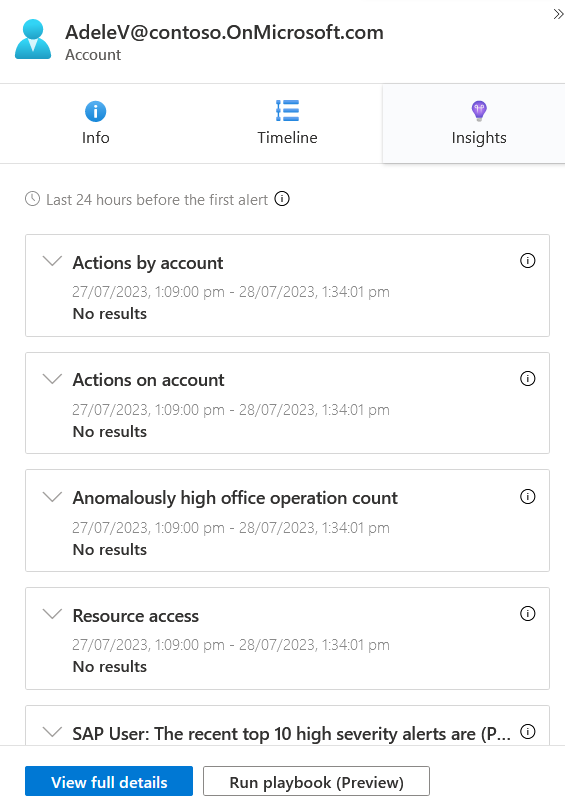 AdeleV@contoso.OnMicrosoft.com
Account
Info
Timeline
Insights
Last 24 hours before the first alert
Actions by account
27/07/2023, 1:09:00 pm - 28/07/2023, 1:34:01 pm
No results
Actions on account
27/07/2023, 1:09:00 pm - 28/07/2023, 1:34:01 pm
No results
Anomalously high office operation count
27/07/2023, 1:09:00 pm - 28/07/2023, 1:34:01 pm
No results
Resource access
27/07/2023, 1:09:00 pm - 28/07/2023, 1:34:01 pm
No results
SAP User: The recent top 10 high severity alerts are (P...
View full details
Run playbook (Preview)